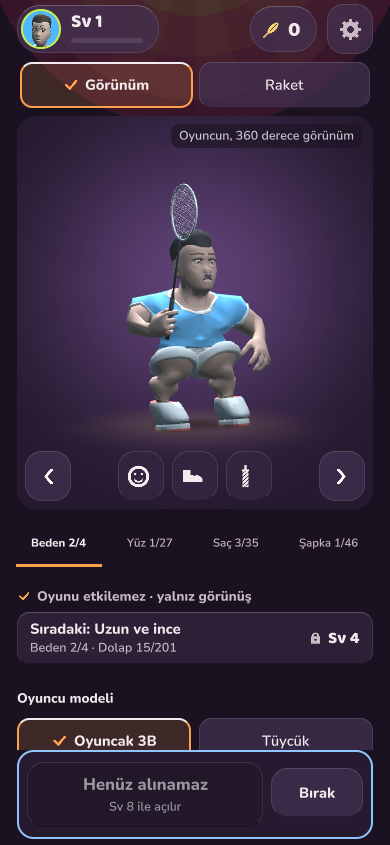 Sv 1
0
Görünüm
Raket
Oyuncun, 360 derece görünüm
Beden 2/4
Yüz 1/27
Saç 3/35
Şapka 1/46
Oyunu etkilemez · yalnız görünüş
Sıradaki: Uzun ve ince
Beden 2/4 · Dolap 15/201
Sv 4
Oyuncu modeli
Oyuncak 3B
Tüycük
Henüz alınamaz
Sv 8 ile açılır
Bırak